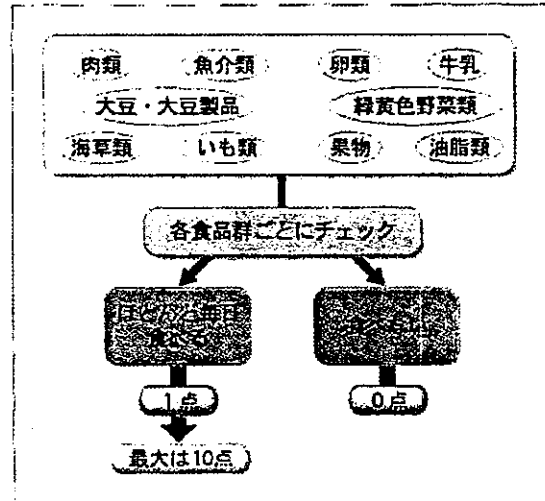 肉類 魚介類 卵類 牛乳
大豆・大豆製品 緑黄色野菜類
海草類 いも類 果物 油脂類
各食品群ごとにチェック
ほとんど毎日
食べる
1点 0点
最大は10点